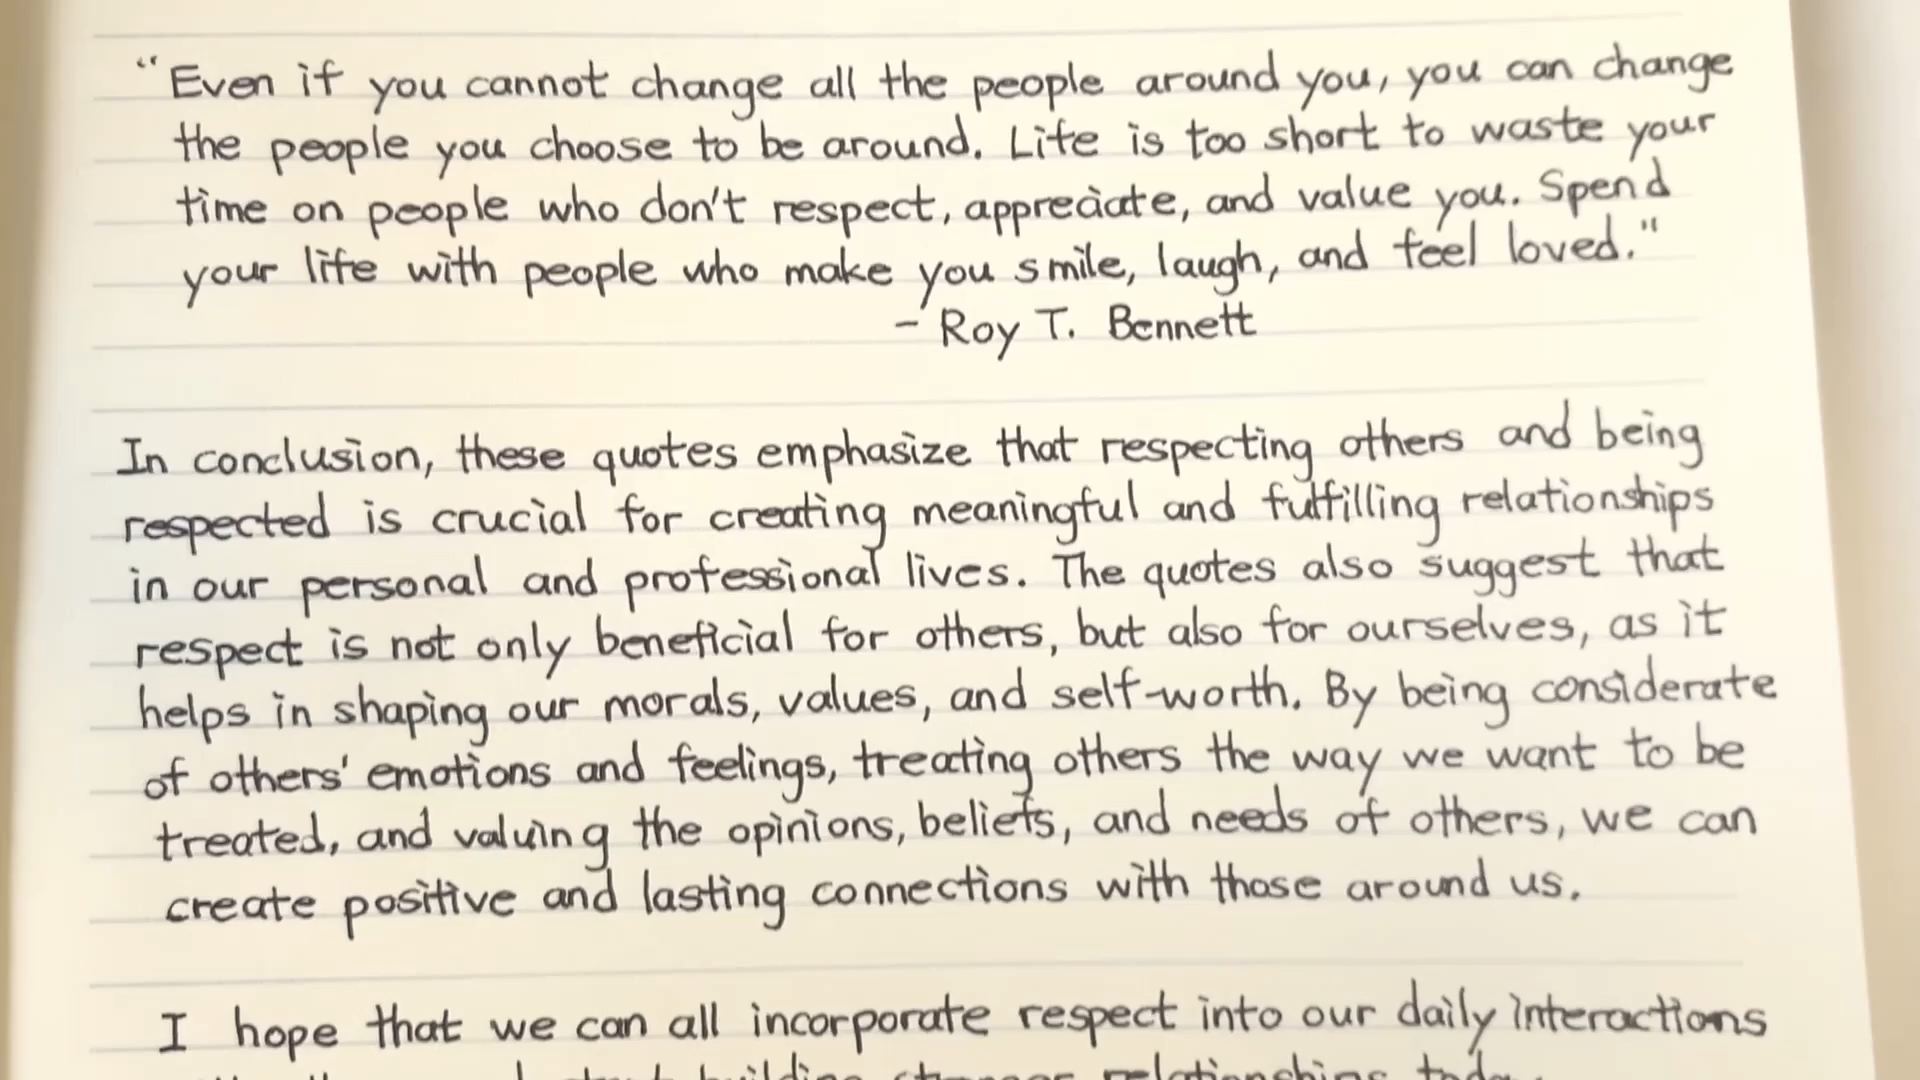 "Even if you cannot change all the people around you, you can change
the people you choose to be around. Life is too short to waste your
time on people who don't respect, appreciate, and value you. Spend
your life with people who make you smile, laugh, and feel loved."
- Roy T. Bennett
In conclusion, these quotes emphasize that respecting others and being
respected is crucial for creating meaningful and fulfilling relationships
in our personal and professional lives. The quotes also suggest that
respect is not only beneficial for others, but also for ourselves, as it
helps in shaping our morals, values, and self-worth. By being considerate
of others' emotions and feelings, treating others the way we want to be
treated, and valuing the opinions, beliefs, and needs of others, we can
create positive and lasting connections with those around us.
I hope that we can all incorporate respect into our daily interactions
building relationships today